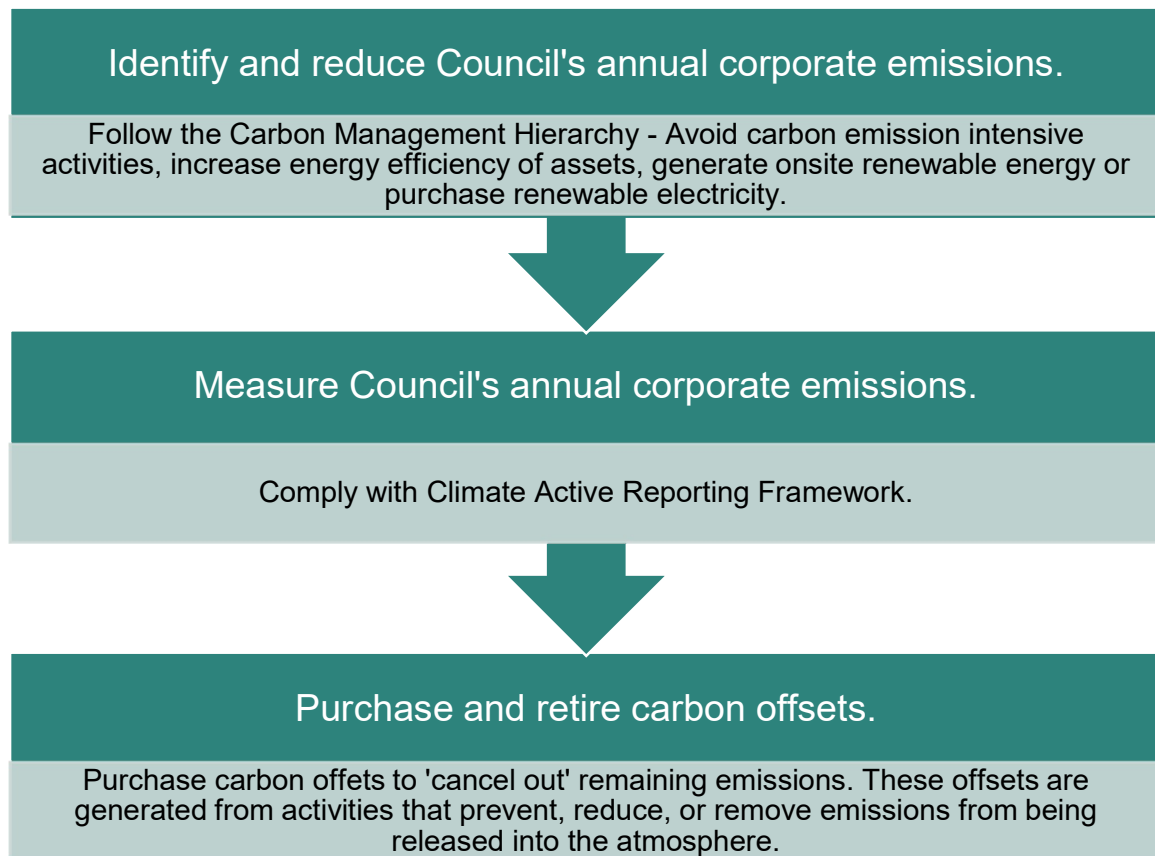 Identify and reduce Council's annual corporate emissions.
Follow the Carbon Management Hierarchy - Avoid carbon emission intensive
activities, increase energy efficiency of assets, generate onsite renewable energy or
purchase renewable electricity.
Measure Council's annual corporate emissions.
Comply with Climate Active Reporting Framework.
Purchase and retire carbon offsets.
Purchase carbon offets to 'cancel out' remaining emissions. These offsets are
generated from activities that prevent, reduce, or remove emissions from being
released into the atmosphere.